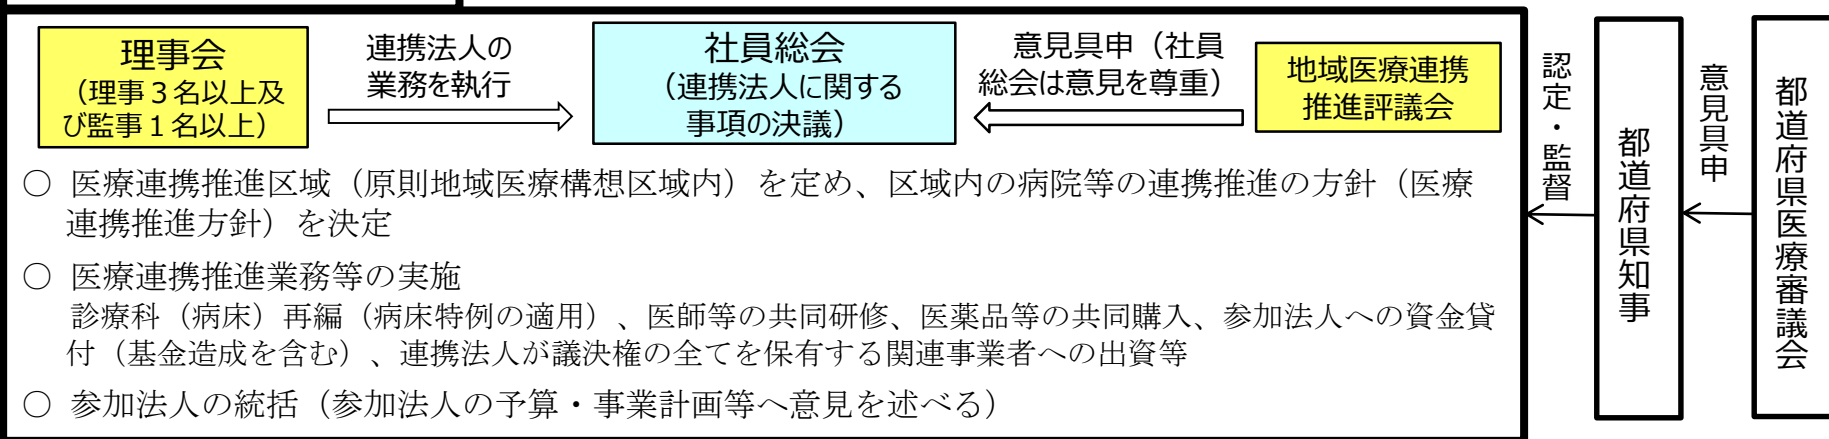 理事会
(理事3名以上及
び監事1名以上)
連携法人の
業務を執行
社員総会
(連携法人に関する
事項の決議)
意見具申(社員
総会は意見を尊重)
地域医療連携
推進評議会
○ 医療連携推進区域(原則地域医療構想区域内)を定め、区域内の病院等の連携推進の方針(医療
連携推進方針)を決定
○ 医療連携推進業務等の実施
診療科(病床)再編(病床特例の適用)、医師等の共同研修、医薬品等の共同購入、参加法人への資金貸
付(基金造成を含む)、連携法人が議決権の全てを保有する関連事業者への出資等
○ 参加法人の統括(参加法人の予算・事業計画等へ意見を述べる)
認定・監督
都道府県知事
意見具申
都道府県医療審議会